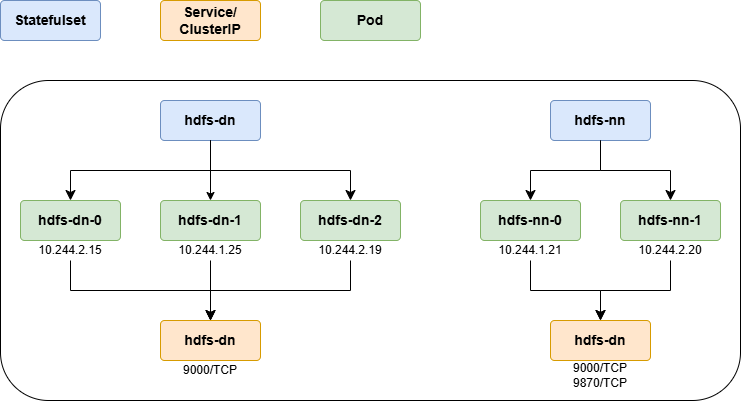 Statefulset
Service/
ClusterIP
Pod
hdfs-dn
hdfs-nn
hdfs-dn-0
hdfs-dn-1
hdfs-dn-2
hdfs-nn-0
hdfs-nn-1
10.244.2.15
10.244.1.25
10.244.2.19
10.244.1.21
10.244.2.20
hdfs-dn
hdfs-dn
9000/TCP
9000/TCP
9870/TCP